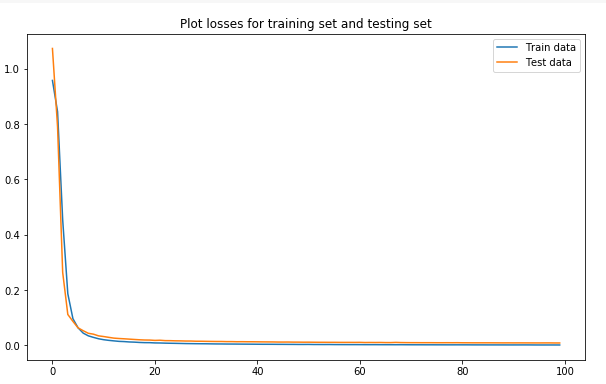 Plot losses for training set and testing set
Train data
Test data
1.0
0.8
0.6
0.4
0.2
0.0
0 20 40 60 80 100